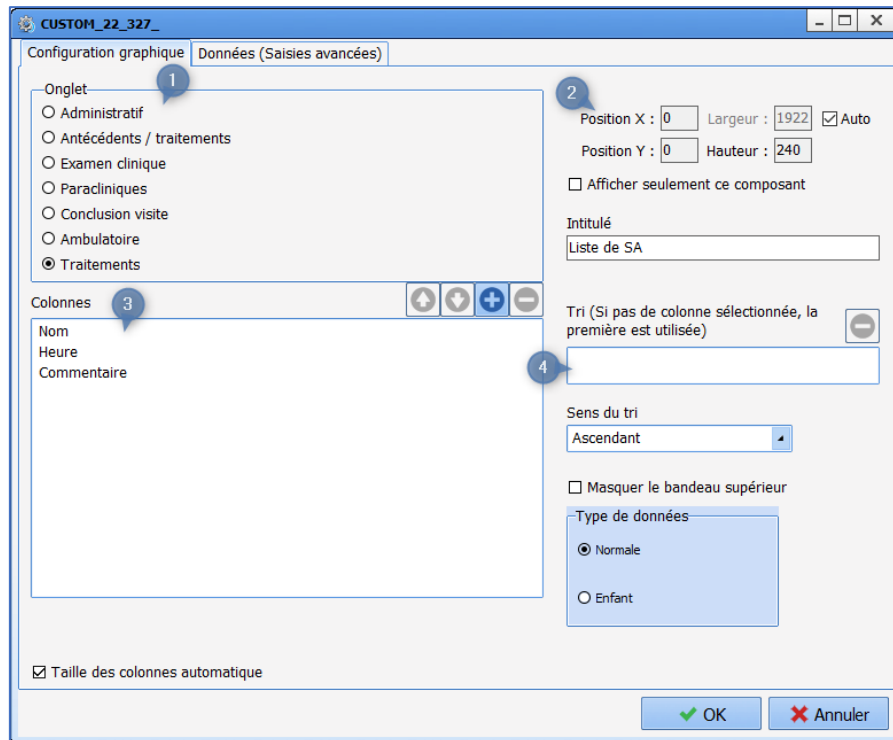 CUSTOM_22_327_
Configuration graphique
Données (Saisies avancées)
1
Onglet
Administratif
Antécédents / traitements
Examen clinique
Paracliniques
Conclusion visite
Ambulatoire
Traitements
Colonnes
3
Nom
Heure
Commentaire
Taille des colonnes automatique
2
Position X : 0 Largeur : 1922 Auto
Position Y : 0 Hauteur : 240
Afficher seulement ce composant
Intitulé
Liste de SA
Tri (Si pas de colonne sélectionnée, la
première est utilisée)
4
Sens du tri
Ascendant
Masquer le bandeau supérieur
Type de données
Normale
Enfant
OK
Annuler